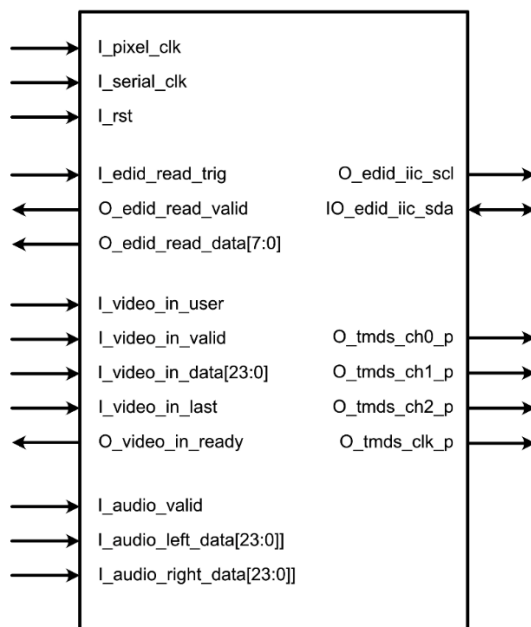 I_pixel_clk
I_serial_clk
I_rst
I_edid_read_trig
O_edid_read_valid
O_edid_read_data[7:0]
I_video_in_user
I_video_in_valid
I_video_in_data[23:0]
I_video_in_last
O_video_in_ready
I_audio_valid
I_audio_left_data[23:0]]
I_audio_right_data[23:0]]
O_edid_iic_scl
IO_edid_iic_sda
O_tmds_ch0_p
O_tmds_ch1_p
O_tmds_ch2_p
O_tmds_clk_p